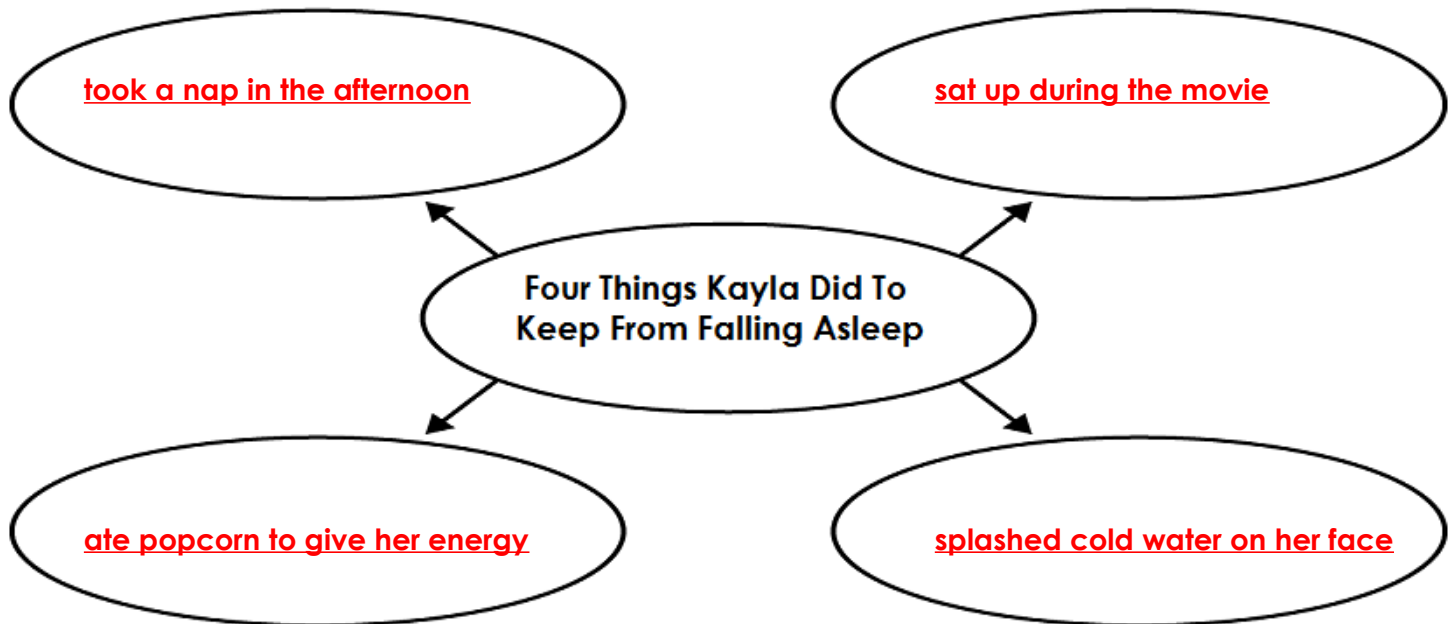 took a nap in the afternoon
sat up during the movie
Four Things Kayla Did To
Keep From Falling Asleep
ate popcorn to give her energy
splashed cold water on her face